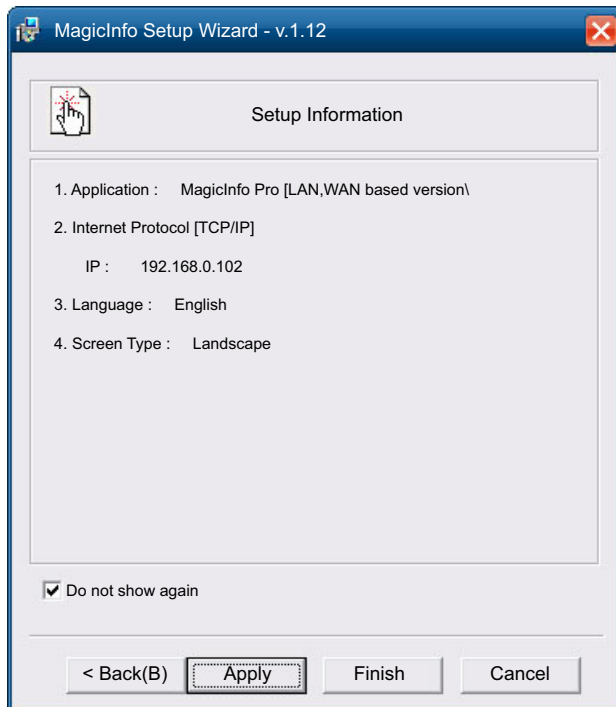 MagicInfo Setup Wizard - v.1.12
Setup Information
1. Application : MagicInfo Pro [LAN,WAN based version\
2. Internet Protocol [TCP/IP]
IP : 192.168.0.102
3. Language : English
4. Screen Type : Landscape
Do not show again
< Back(B) Apply Finish Cancel